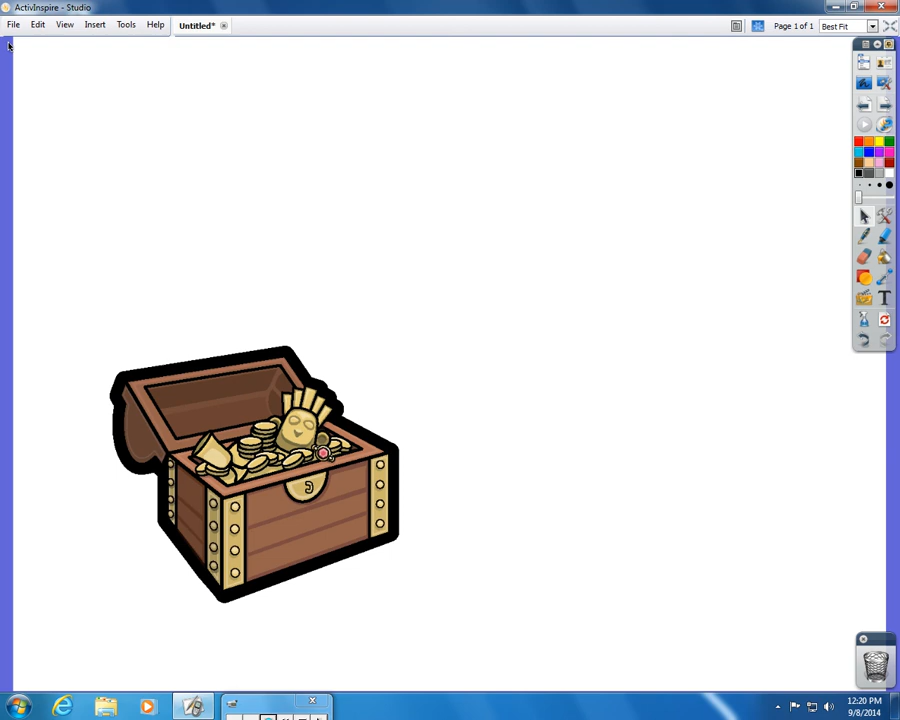 ActivInspire - Studio
File Edit View Insert Tools Help Untitled* Page 1 of 1 Best Fit
T
12:20 PM
9/8/2014